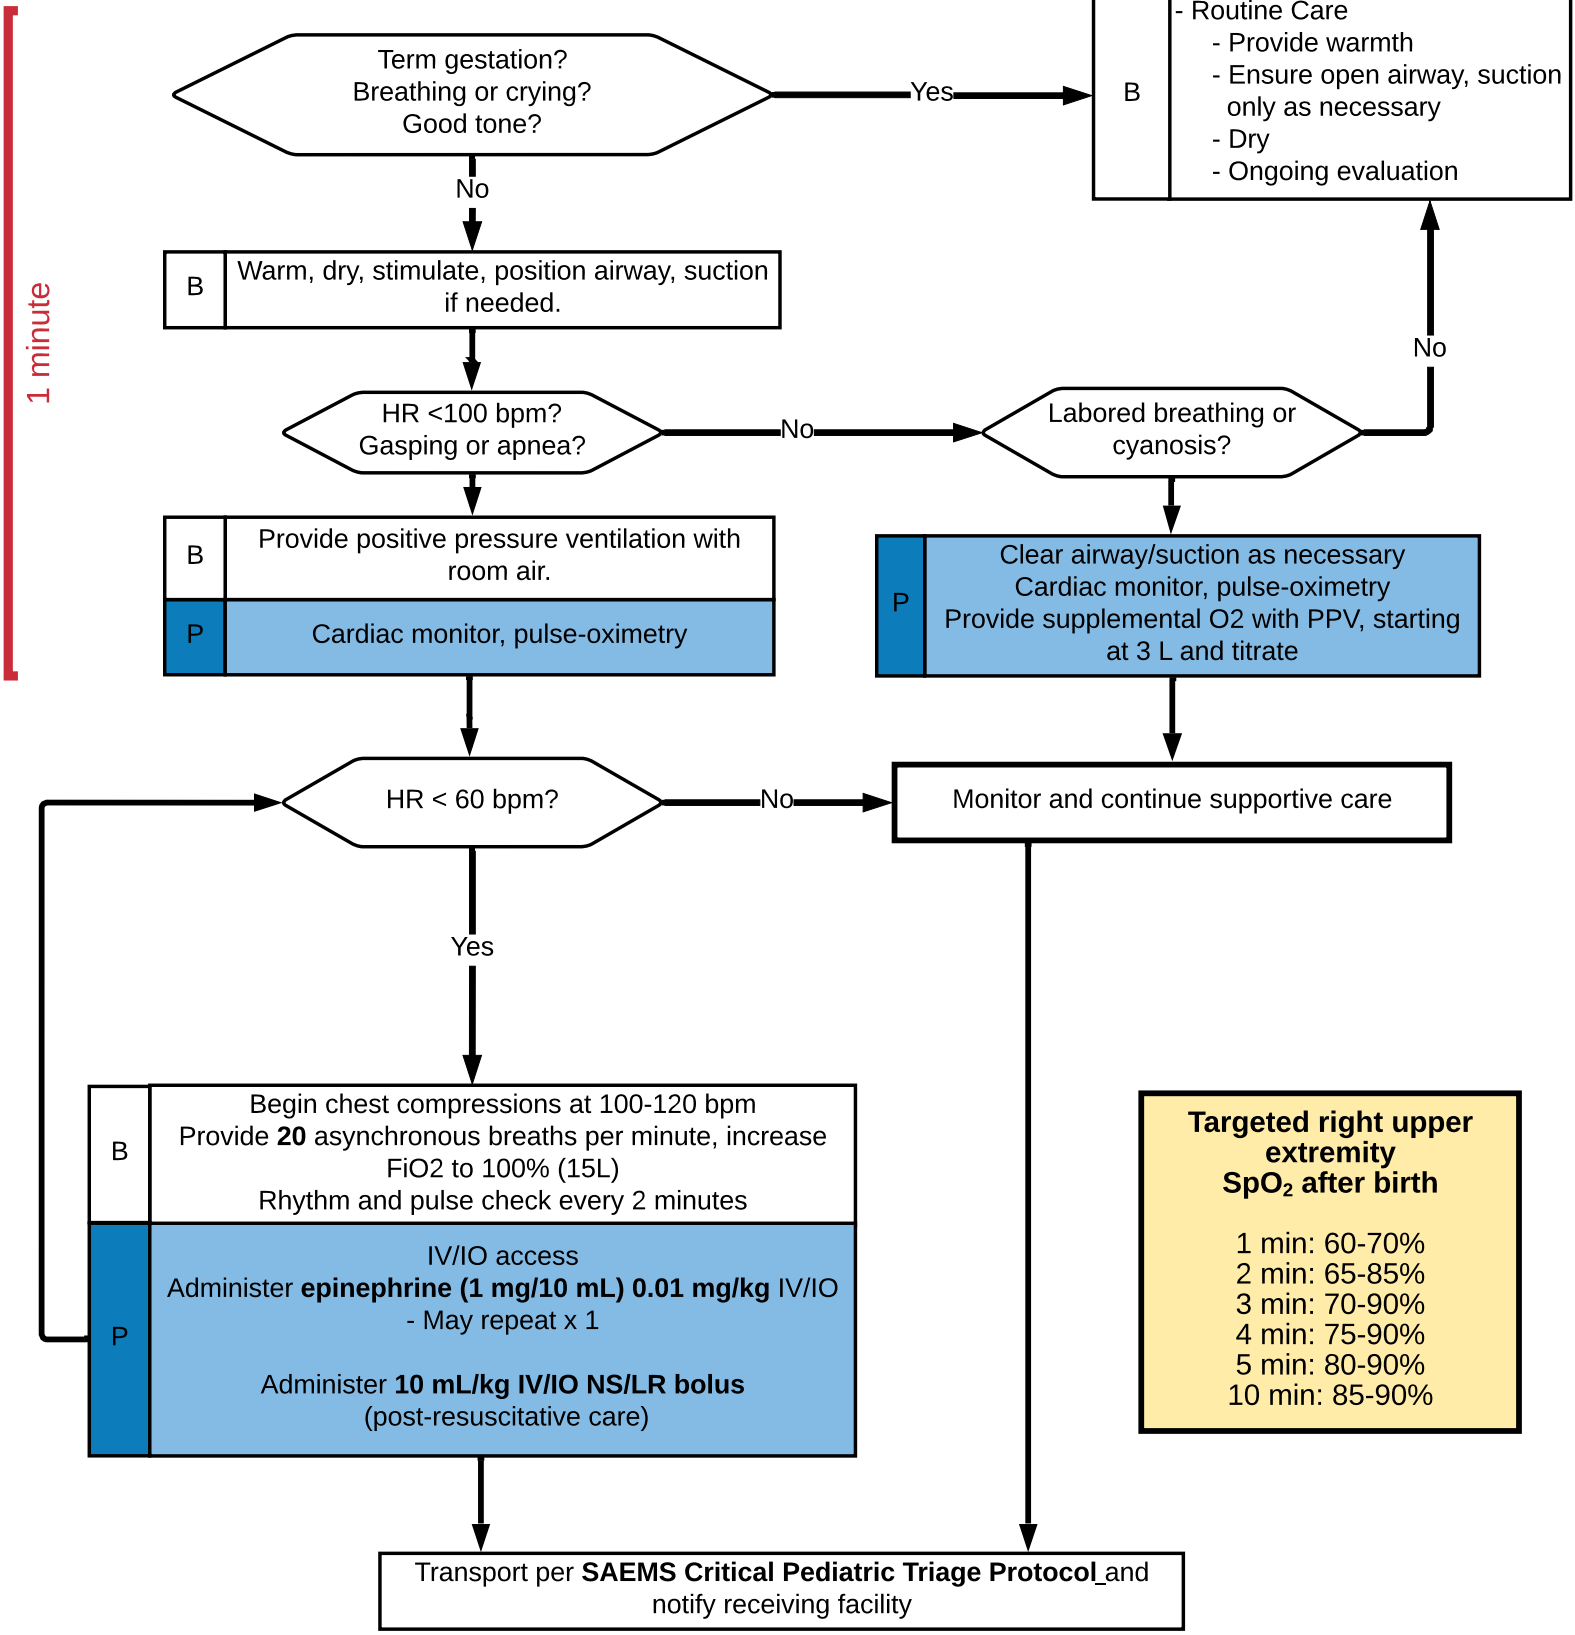 - Routine Care
- Provide warmth
- Ensure open airway, suction
only as necessary
- Dry
- Ongoing evaluation
B
Term gestation?
Breathing or crying?
Good tone?
Yes
No
1 minute
B
Warm, dry, stimulate, position airway, suction
if needed.
HR <100 bpm?
Gasping or apnea?
No
Labored breathing or
cyanosis?
No
B
Provide positive pressure ventilation with
room air.
P
Cardiac monitor, pulse-oximetry
P
Clear airway/suction as necessary
Cardiac monitor, pulse-oximetry
Provide supplemental O2 with PPV, starting
at 3 L and titrate
HR < 60 bpm?
No
Monitor and continue supportive care
Yes
B
Begin chest compressions at 100-120 bpm
Provide 20 asynchronous breaths per minute, increase
FiO2 to 100% (15L)
Rhythm and pulse check every 2 minutes
P
IV/IO access
Administer epinephrine (1 mg/10 mL) 0.01 mg/kg IV/IO
- May repeat x 1
Administer 10 mL/kg IV/IO NS/LR bolus
(post-resuscitative care)
Targeted right upper
extremity
SpO₂ after birth
1 min: 60-70%
2 min: 65-85%
3 min: 70-90%
4 min: 75-90%
5 min: 80-90%
10 min: 85-90%
Transport per SAEMS Critical Pediatric Triage Protocol_and
notify receiving facility